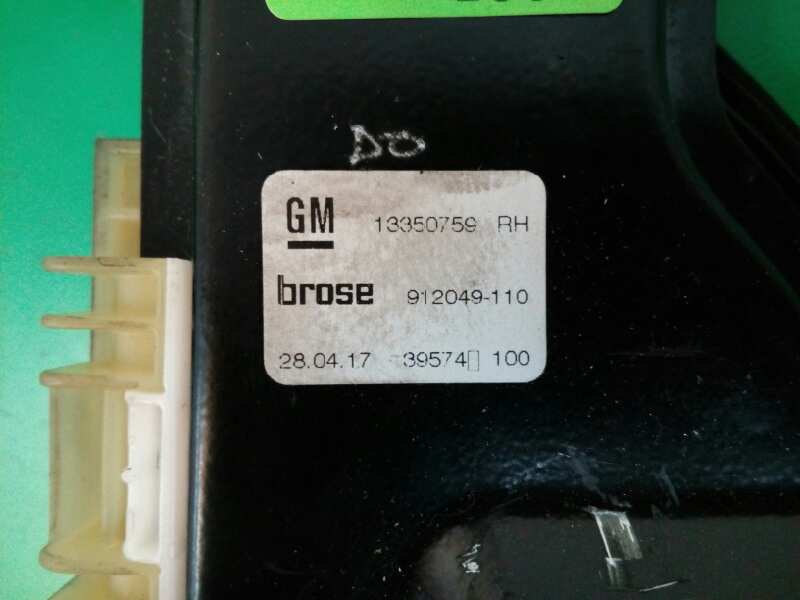 DO
GM 13350759 RH
brose 912049-110
28.04.17 39574▯ 100